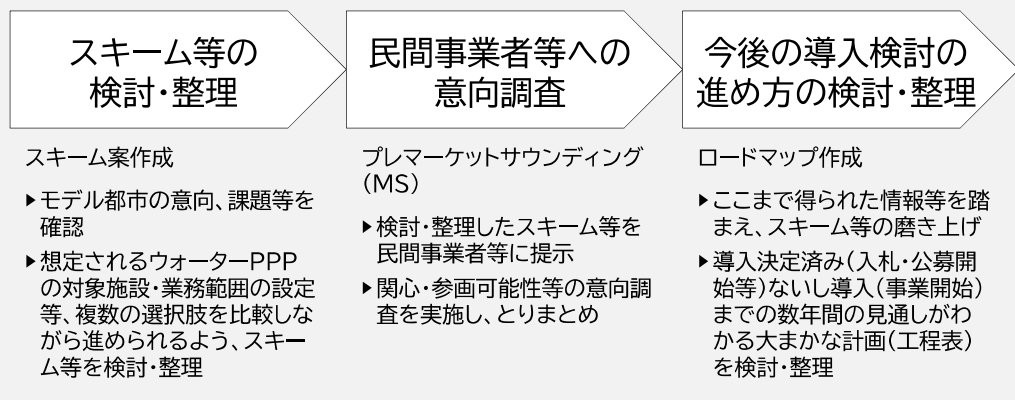 スキーム等の
検討・整理
スキーム案作成
▶モデル都市の意向、課題等を
確認
▶想定されるウォーターPPP
の対象施設・業務範囲の設定
等、複数の選択肢を比較しな
がら進められるよう、スキー
ム等を検討・整理
民間事業者等への
意向調査
プレマーケットサウンディング
（MS）
▶検討・整理したスキーム等を
民間事業者等に提示
▶関心・参画可能性等の意向調
査を実施し、とりまとめ
今後の導入検討の
進め方の検討・整理
ロードマップ作成
▶ここまで得られた情報等を踏
まえ、スキーム等の磨き上げ
▶導入決定済み（入札・公募開
始等）ないし導入（事業開始）
までの数年間の見通しがわ
かる大まかな計画（工程表）
を検討・整理